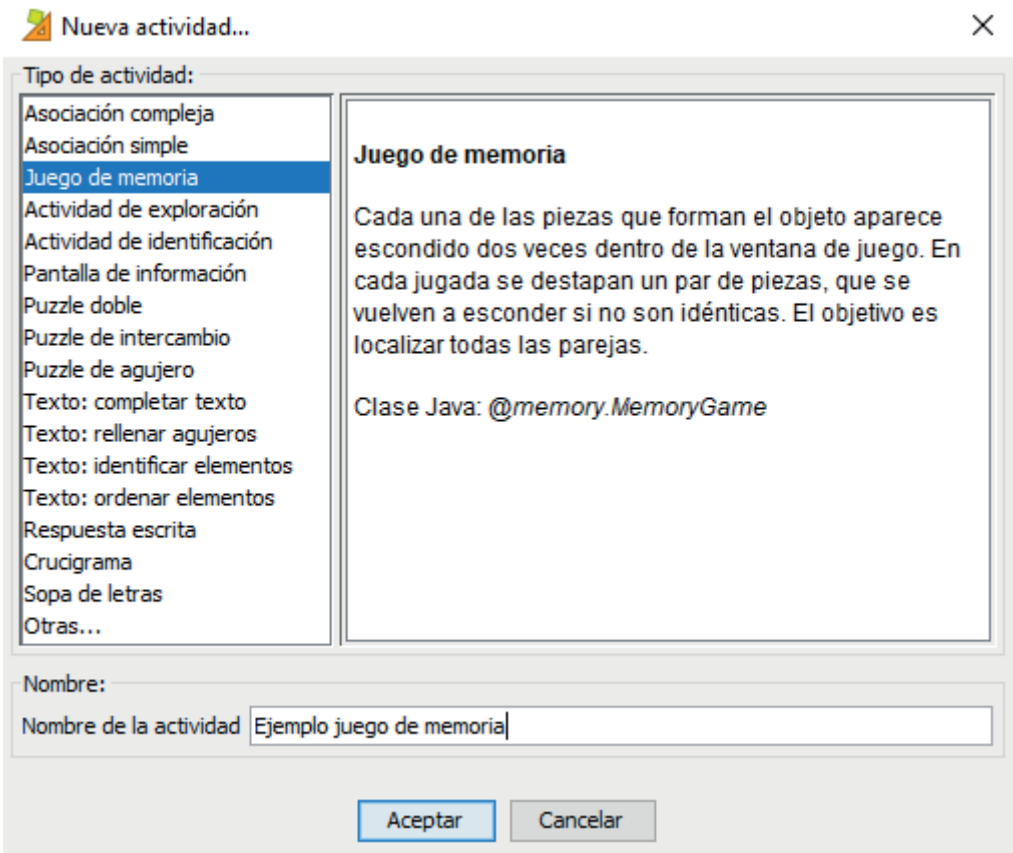 Nueva actividad...
Tipo de actividad:
Asociación compleja
Asociación simple
Juego de memoria
Actividad de exploración
Actividad de identificación
Pantalla de información
Puzzle doble
Puzzle de intercambio
Puzzle de agujero
Texto: completar texto
Texto: rellenar agujeros
Texto: identificar elementos
Texto: ordenar elementos
Respuesta escrita
Crucigrama
Sopa de letras
Otras...
Juego de memoria
Cada una de las piezas que forman el objeto aparece
escondido dos veces dentro de la ventana de juego. En
cada jugada se destapan un par de piezas, que se
vuelven a esconder si no son idénticas. El objetivo es
localizar todas las parejas.
Clase Java: @memory.MemoryGame
Nombre:
Nombre de la actividad Ejemplo juego de memoria
Aceptar Cancelar